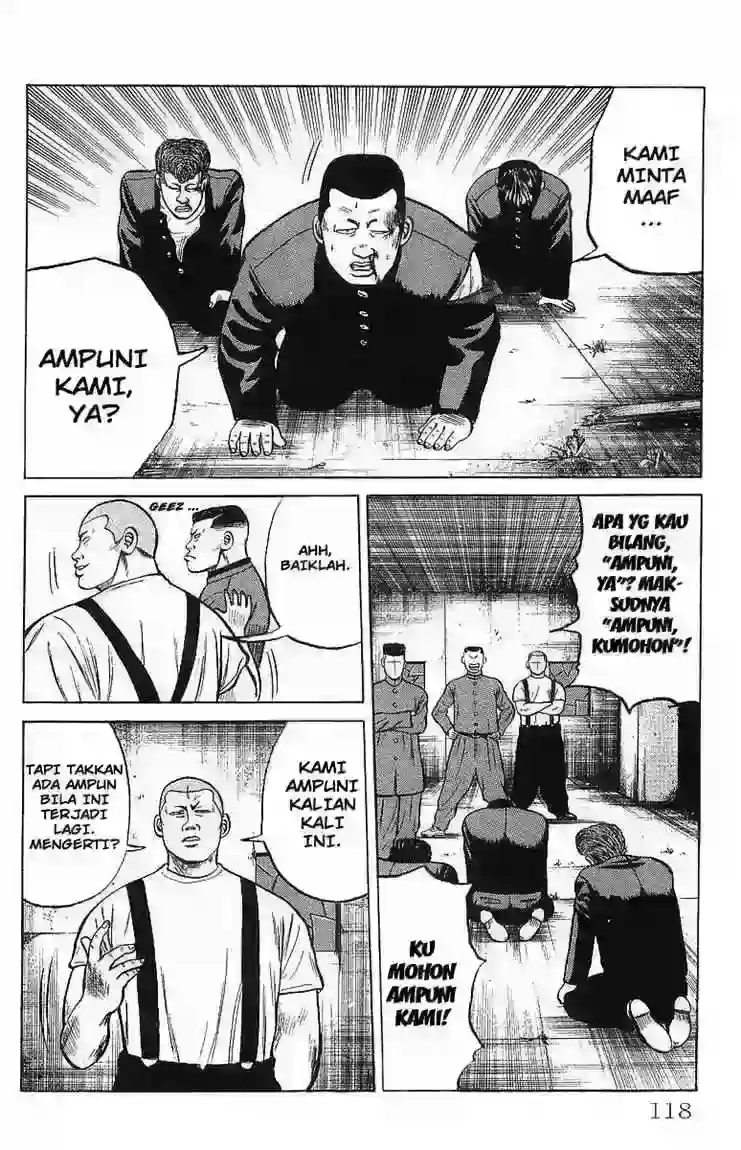 KAMI
MINTA
MAAF
...
AMPUNI
KAMI,
YA?
APA YG KAU
BILANG,
"AMPUNI,
YA"? MAK-
SUDNYA
"AMPUNI,
KUMOHON"!
KU
MOHON
AMPUNI
KAMI!
GEEZ ...
AHH,
BAIKLAH.
KAMI
AMPUNI
KALIAN
KALI
INI.
TAPI TAKKAN
ADA AMPUN
BILA INI
TERJADI
LAGI.
MENGERTI?
118